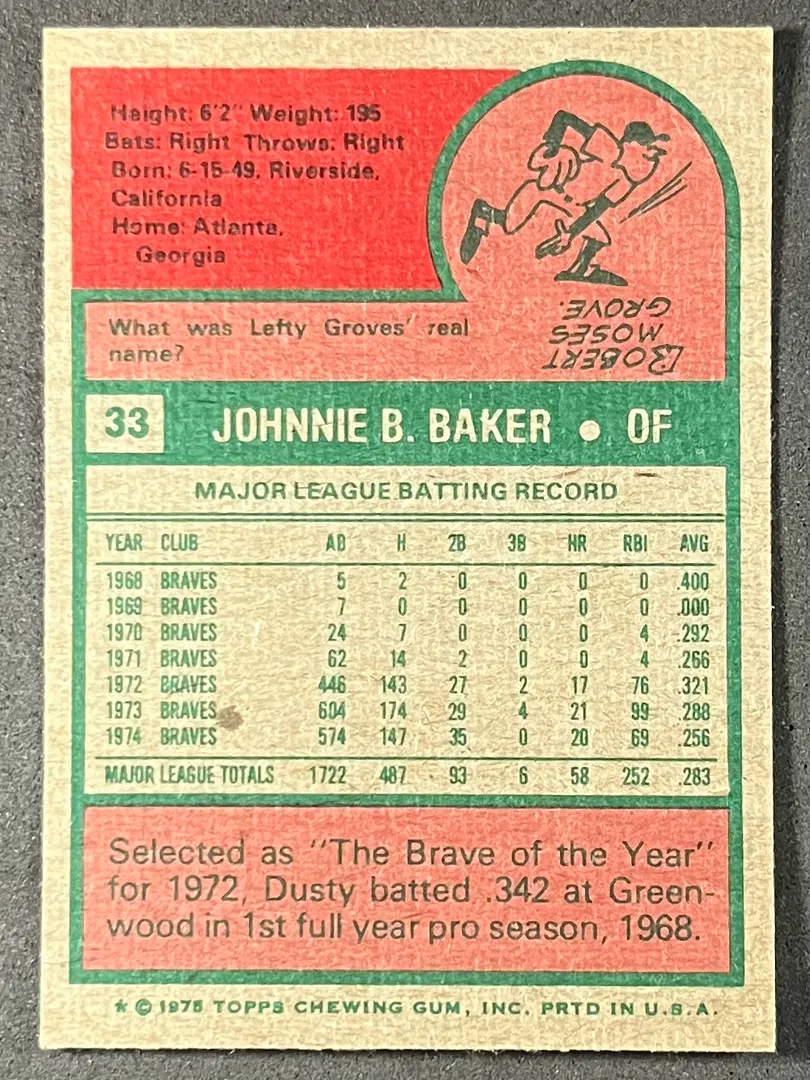 Height: 6'2" Weight: 195
Bats: Right Throws: Right
Born: 6-15-49, Riverside,
California
Home: Atlanta,
Georgia
What was Lefty Groves' real
name?
ROBERT
MOSES
GROVE.
33 JOHNNIE B. BAKER • OF
MAJOR LEAGUE BATTING RECORD
YEAR CLUB AB H 2B 3B HR RBI AVG
1968 BRAVES 5 2 0 0 0 0 .400
1969 BRAVES 7 0 0 0 0 0 .000
1970 BRAVES 24 7 0 0 0 4 .292
1971 BRAVES 62 14 2 0 0 4 .266
1972 BRAVES 446 143 27 2 17 76 .321
1973 BRAVES 604 174 29 4 21 99 .288
1974 BRAVES 574 147 35 0 20 69 .256
MAJOR LEAGUE TOTALS 1722 487 93 6 58 252 .283
Selected as "The Brave of the Year"
for 1972, Dusty batted .342 at Green-
wood in 1st full year pro season, 1968.
* © 1975 TOPPS CHEWING GUM, INC. PRTD IN U.S.A.